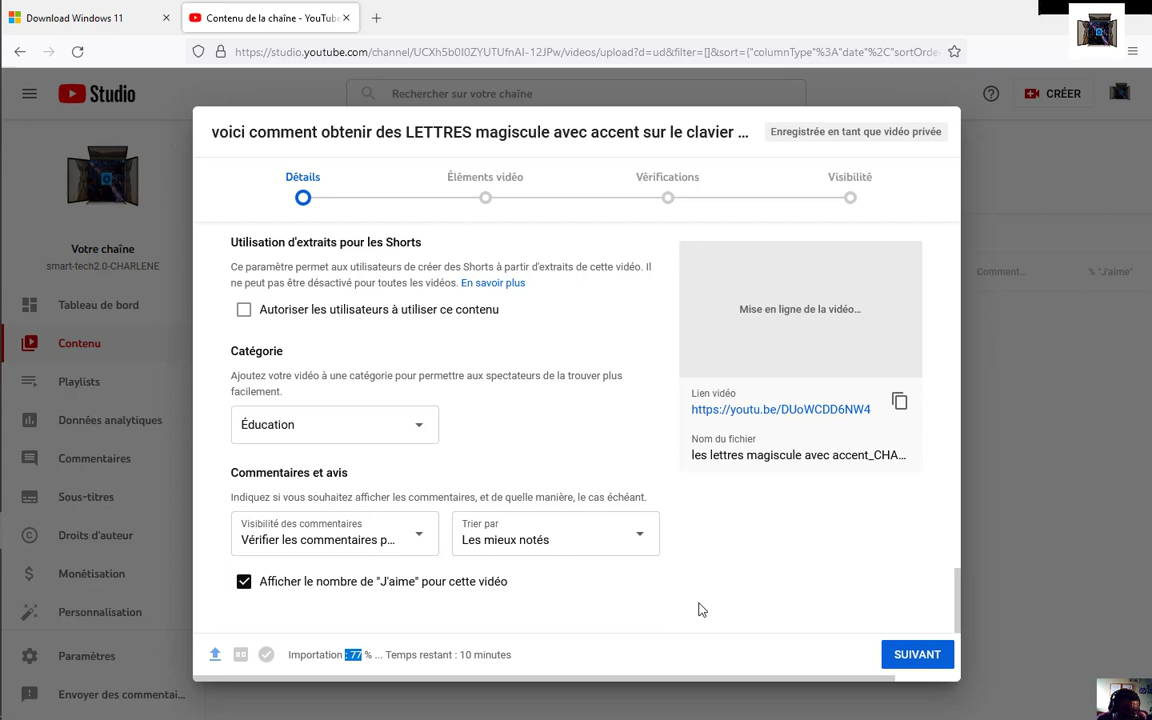 Download Windows 11
Contenu de la chaîne - YouTube
https://studio.youtube.com/channel/UCXh5b0I0ZYUTUfnAI-12JPw/videos/upload?d=ud&filter=[]&sort={"columnType"%3A"date"%2C"sortOrde
Studio
Rechercher sur votre chaîne
CRÉER
voici comment obtenir des LETTRES magiscule avec accent sur le clavier ...
Enregistrée en tant que vidéo privée
Détails
Éléments vidéo
Vérifications
Visibilité
Votre chaîne
smart-tech2.0-CHARLENE
Tableau de bord
Contenu
Playlists
Données analytiques
Commentaires
Sous-titres
Droits d'auteur
Monétisation
Personnalisation
Paramètres
Envoyer des commentai...
Utilisation d'extraits pour les Shorts
Ce paramètre permet aux utilisateurs de créer des Shorts à partir d'extraits de cette vidéo. Il
ne peut pas être désactivé pour toutes les vidéos. En savoir plus
Autoriser les utilisateurs à utiliser ce contenu
Catégorie
Ajoutez votre vidéo à une catégorie pour permettre aux spectateurs de la trouver plus
facilement.
Éducation
Commentaires et avis
Indiquez si vous souhaitez afficher les commentaires, et de quelle manière, le cas échéant.
Visibilité des commentaires
Vérifier les commentaires p...
Trier par
Les mieux notés
Afficher le nombre de "J'aime" pour cette vidéo
Mise en ligne de la vidéo...
Lien vidéo
https://youtu.be/DUoWCDD6NW4
Nom du fichier
les lettres magiscule avec accent_CHA...
Comment...
% "J'aime"
Importation : 77 % ... Temps restant : 10 minutes
SUIVANT